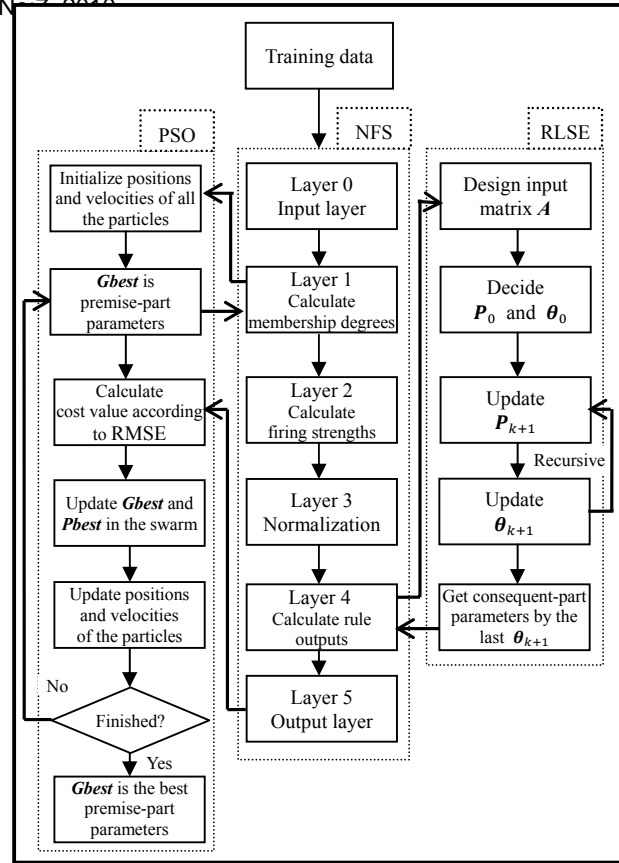 Training data
PSO
Initialize positions
and velocities of all
the particles
Gbest is
premise-part
parameters
Calculate
cost value according
to RMSE
Update Gbest and
Pbest in the swarm
Update positions
and velocities
of the particles
No
Finished?
Yes
Gbest is the best
premise-part
parameters
NFS
Layer 0
Input layer
Layer 1
Calculate
membership degrees
Layer 2
Calculate
firing strengths
Layer 3
Normalization
Layer 4
Calculate rule
outputs
Layer 5
Output layer
RLSE
Design input
matrix A
Decide
P₀ and θ₀
Update
Pₖ₊₁
Recursive
Update
θₖ₊₁
Get consequent-part
parameters by the
last θₖ₊₁